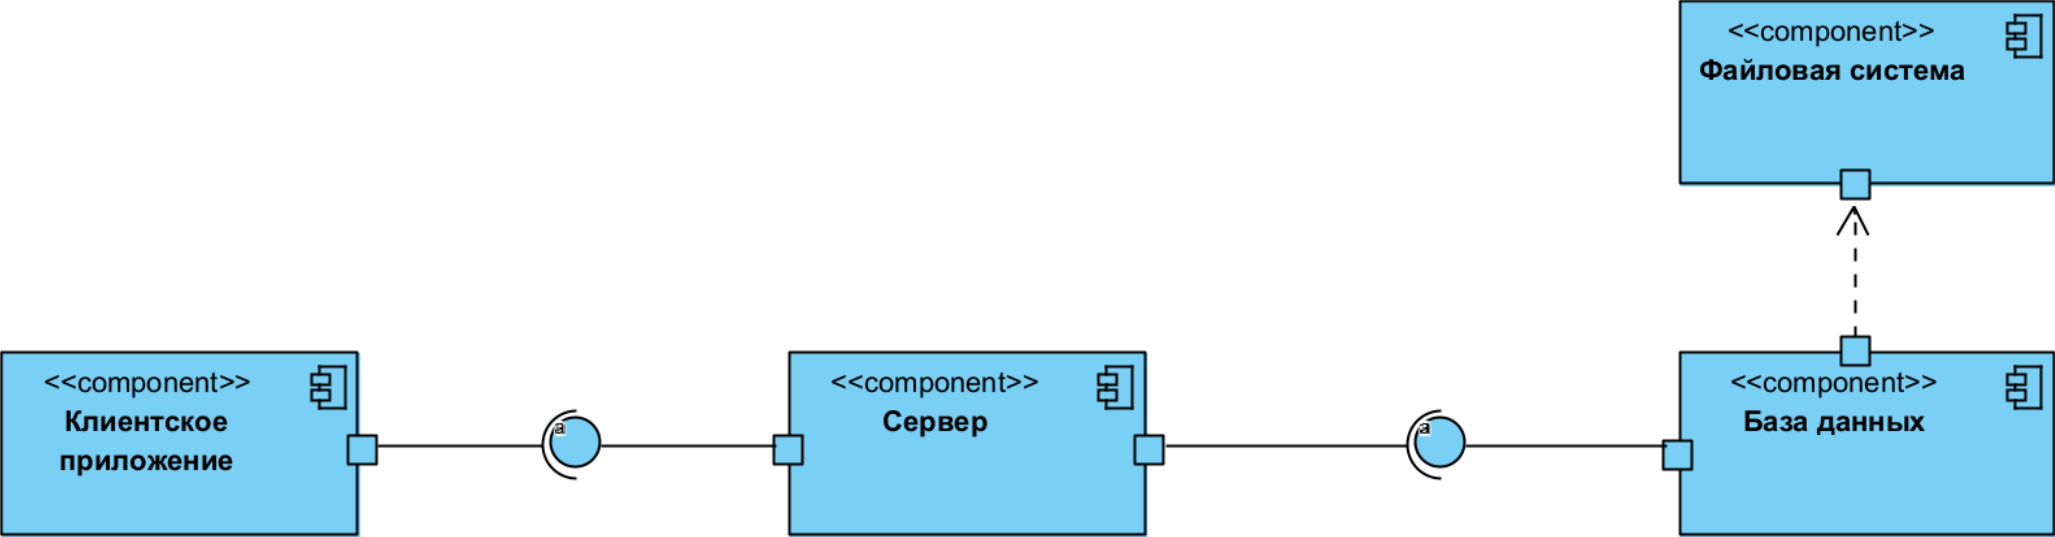 <<component>>
Файловая система
<<component>>
Клиентское
приложение
a
<<component>>
Сервер
a
<<component>>
База данных